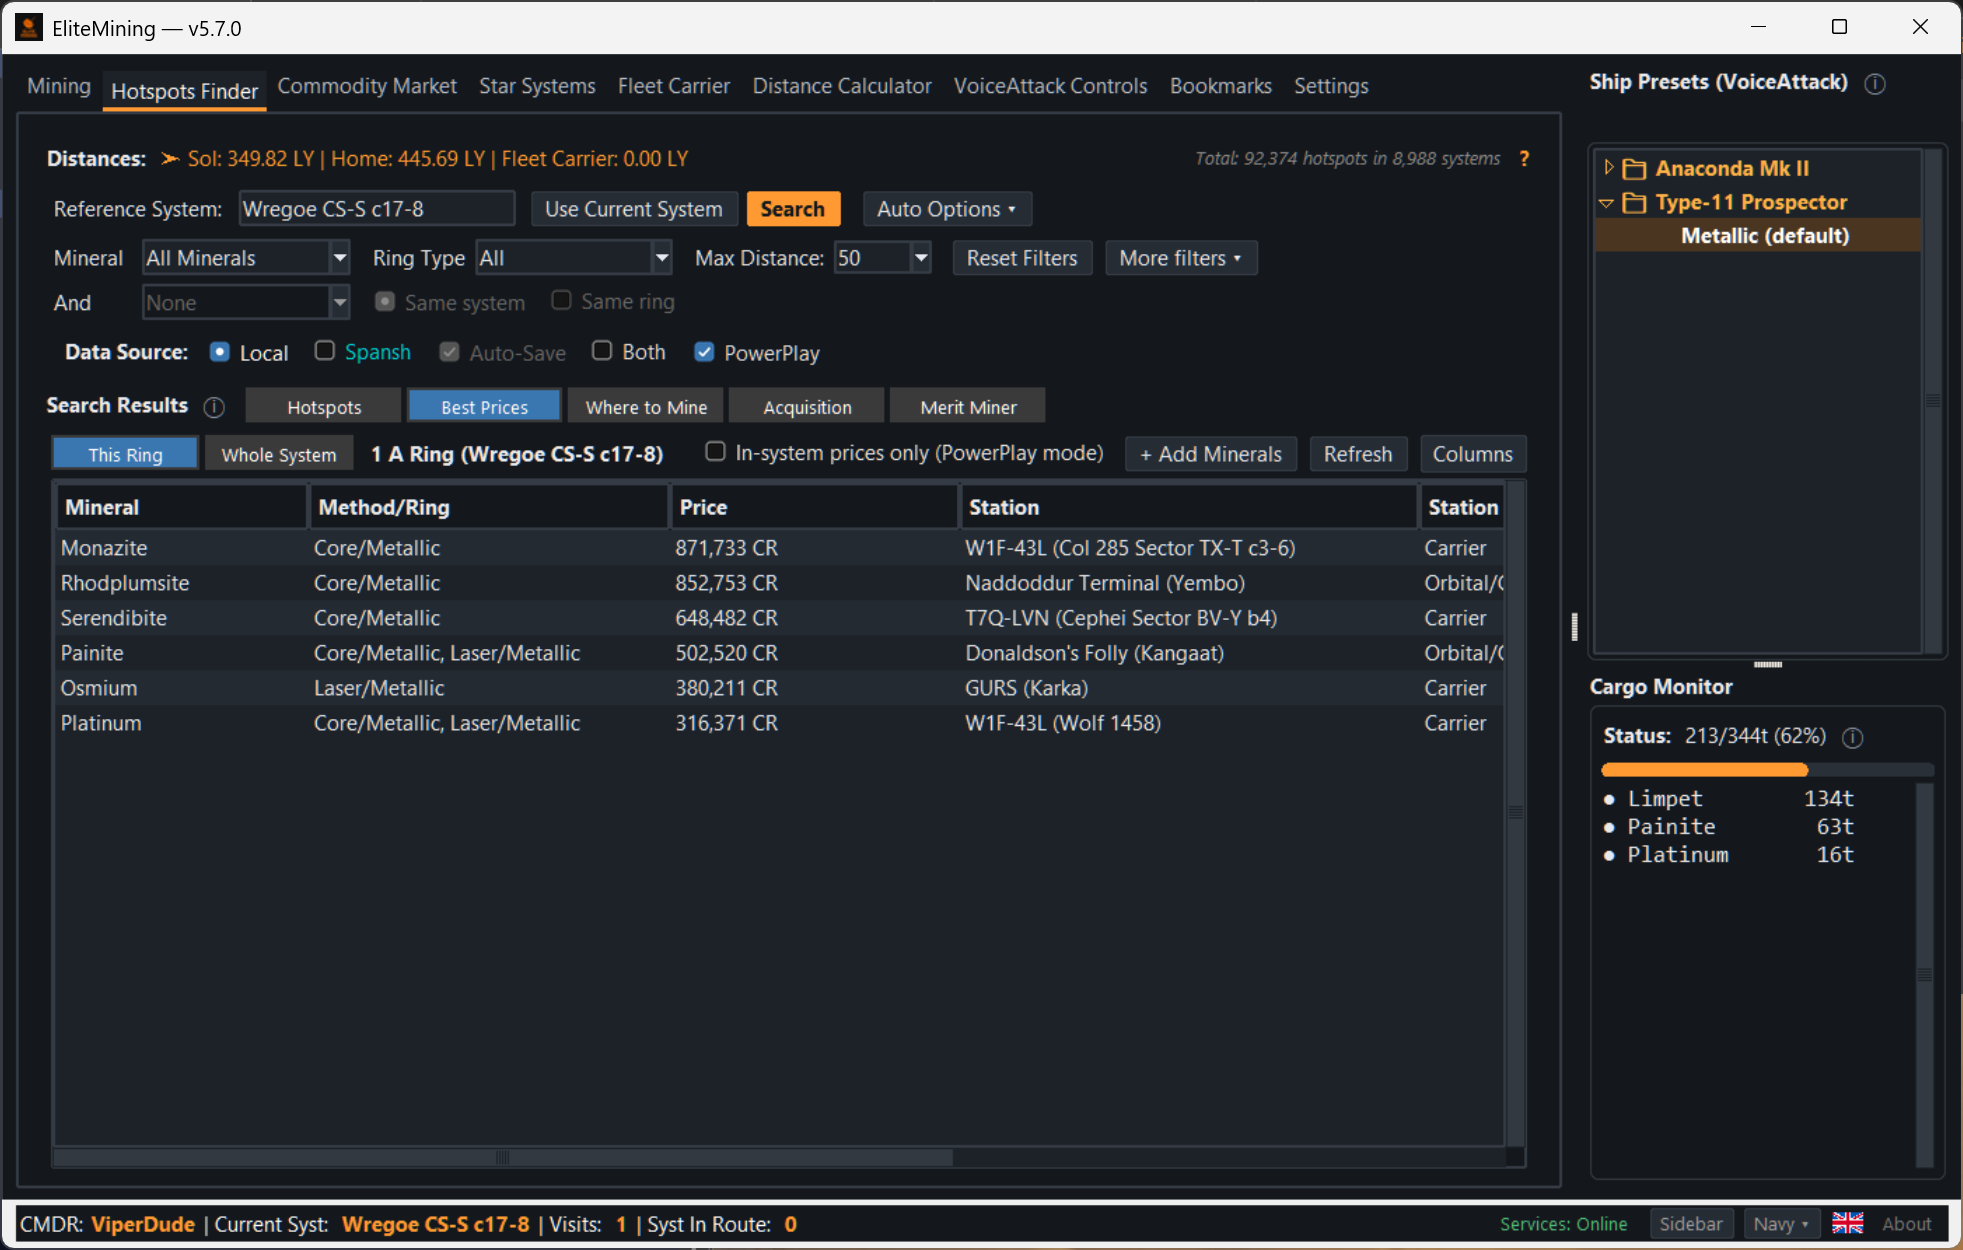 EliteMining — v5.7.0
Mining Hotspots Finder Commodity Market Star Systems Fleet Carrier Distance Calculator VoiceAttack Controls Bookmarks Settings
Distances: ➤ Sol: 349.82 LY | Home: 445.69 LY | Fleet Carrier: 0.00 LY Total: 92,374 hotspots in 8,988 systems ?
Reference System: Wregoe CS-S c17-8 Use Current System Search Auto Options ▾
Mineral All Minerals Ring Type All Max Distance: 50 Reset Filters More filters ▾
And None Same system Same ring
Data Source: Local Spansh Auto-Save Both PowerPlay
Search Results ⓘ Hotspots Best Prices Where to Mine Acquisition Merit Miner
This Ring Whole System 1 A Ring (Wregoe CS-S c17-8) In-system prices only (PowerPlay mode) + Add Minerals Refresh Columns
Mineral Method/Ring Price Station Station
Monazite Core/Metallic 871,733 CR W1F-43L (Col 285 Sector TX-T c3-6) Carrier
Rhodplumsite Core/Metallic 852,753 CR Naddoddur Terminal (Yembo) Orbital/
Serendibite Core/Metallic 648,482 CR T7Q-LVN (Cephei Sector BV-Y b4) Carrier
Painite Core/Metallic, Laser/Metallic 502,520 CR Donaldson's Folly (Kangaat) Orbital/
Osmium Laser/Metallic 380,211 CR GURS (Karka) Carrier
Platinum Core/Metallic, Laser/Metallic 316,371 CR W1F-43L (Wolf 1458) Carrier
Ship Presets (VoiceAttack) ⓘ
Anaconda Mk II
Type-11 Prospector
Metallic (default)
Cargo Monitor
Status: 213/344t (62%) ⓘ
● Limpet 134t
● Painite 63t
● Platinum 16t
CMDR: ViperDude | Current Syst: Wregoe CS-S c17-8 | Visits: 1 | Syst In Route: 0 Services: Online Sidebar Navy ▾ About